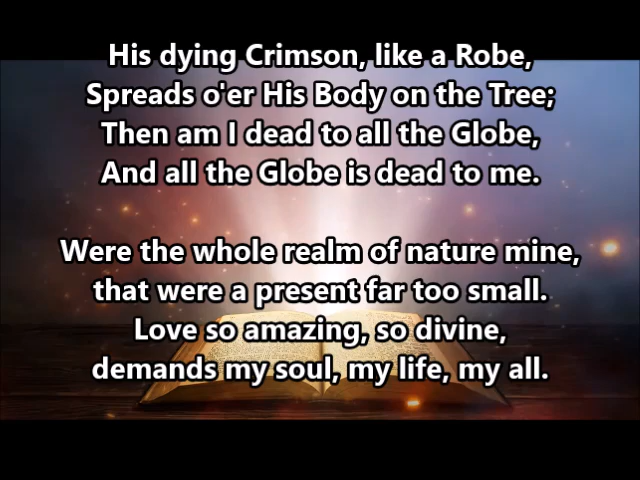 His dying Crimson, like a Robe,
Spreads o'er His Body on the Tree;
Then am I dead to all the Globe,
And all the Globe is dead to me.
Were the whole realm of nature mine,
that were a present far too small.
Love so amazing, so divine,
demands my soul, my life, my all.